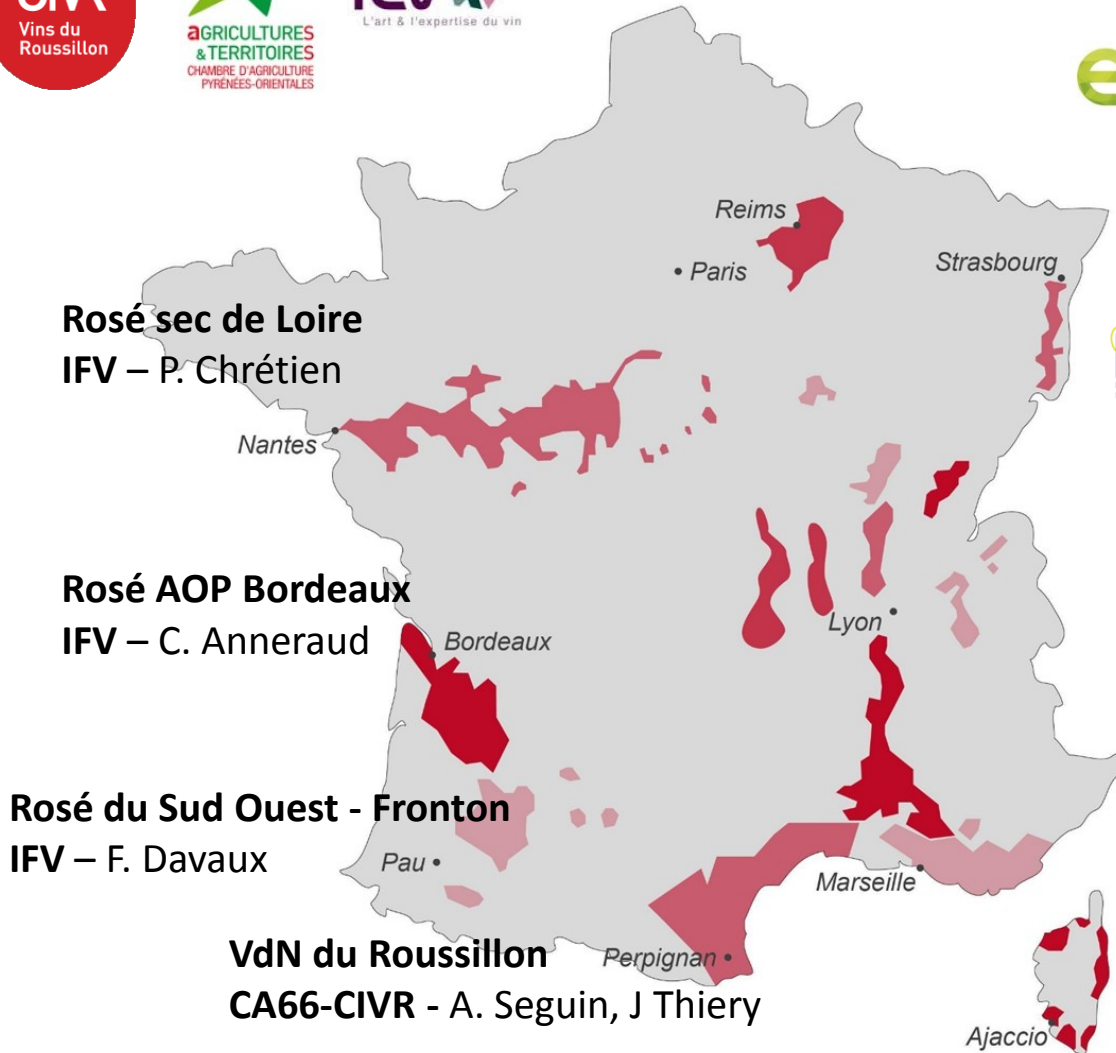 Vins du
Roussillon
aGRICULTURES
&TERRITOIRES
CHAMBRE D'AGRICULTURE
PYRÉNÉES-ORIENTALES
L'art & l'expertise du vin
Reims
Paris
Strasbourg
Rosé sec de Loire
IFV – P. Chrétien
Nantes
Rosé AOP Bordeaux
IFV – C. Anneraud
Bordeaux
Lyon
Rosé du Sud Ouest - Fronton
IFV – F. Davaux
Pau
Marseille
VdN du Roussillon
CA66-CIVR - A. Seguin, J Thiery
Perpignan
Ajaccio